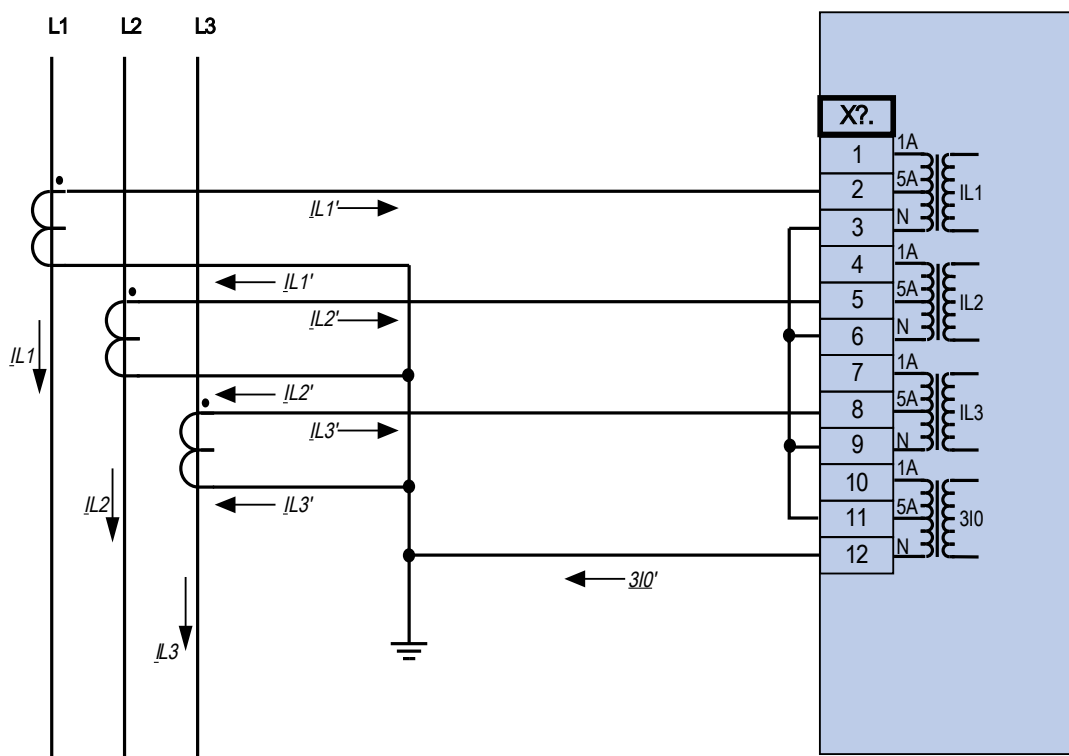 L1 L2 L3
X?.
1 1A
2 5A IL1
3 N
4 1A
5 5A IL2
6 N
7 1A
8 5A IL3
9 N
10 1A
11 5A 3I0
12 N
IL1'
IL1'
IL2'
IL1
IL2'
IL3'
IL2
IL3'
3I0'
IL3